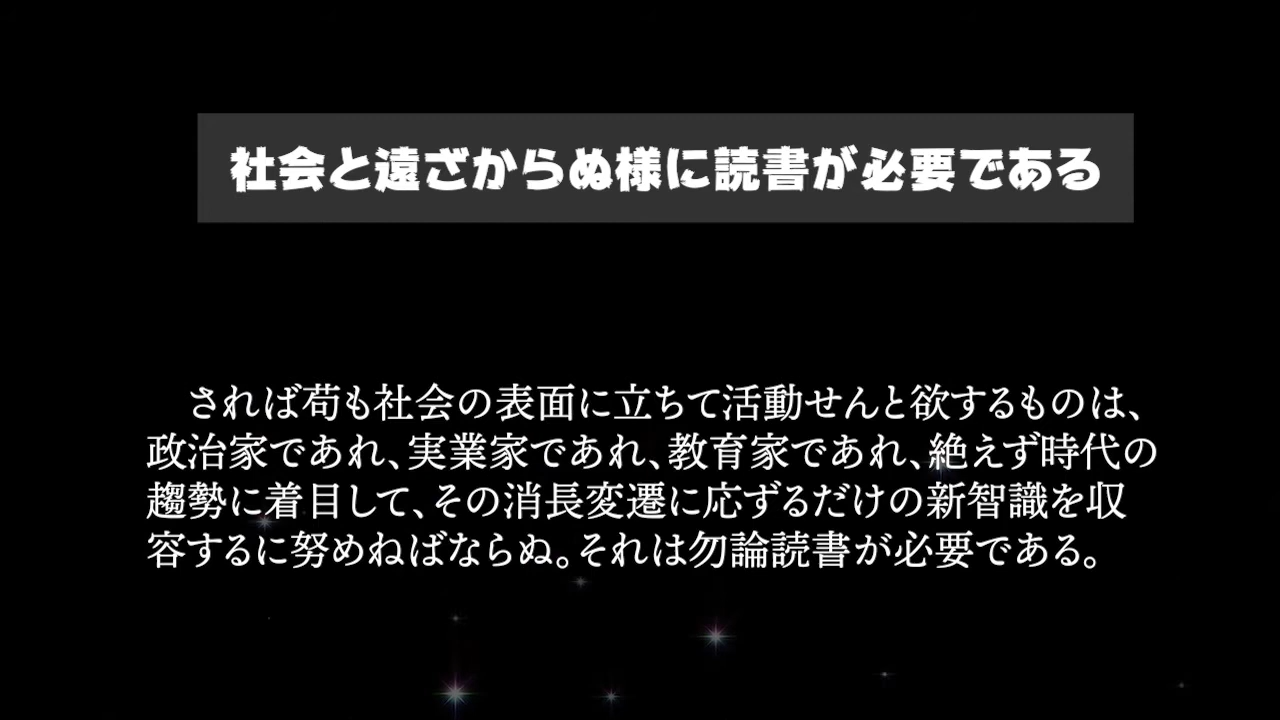 社会と遠ざからぬ様に読書が必要である
されば苟も社会の表面に立ちて活動せんと欲するものは、
政治家であれ、実業家であれ、教育家であれ、絶えず時代の
趨勢に着目して、その消長変遷に応ずるだけの新智識を収
容するに努めねばならぬ。それは勿論読書が必要である。